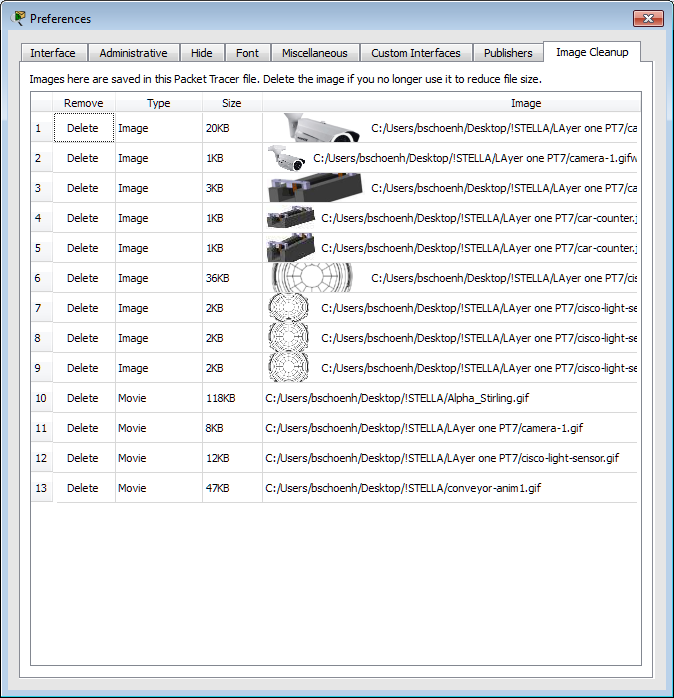 Preferences
Interface Administrative Hide Font Miscellaneous Custom Interfaces Publishers Image Cleanup
Images here are saved in this Packet Tracer file. Delete the image if you no longer use it to reduce file size.
Remove Type Size Image
1 Delete Image 20KB C:/Users/bschoenh/Desktop/!STELLA/LAyer one PT7/ca
2 Delete Image 1KB C:/Users/bschoenh/Desktop/!STELLA/LAyer one PT7/camera-1.gifw
3 Delete Image 3KB C:/Users/bschoenh/Desktop/!STELLA/LAyer one PT7/ca
4 Delete Image 1KB C:/Users/bschoenh/Desktop/!STELLA/LAyer one PT7/car-counter.j
5 Delete Image 1KB C:/Users/bschoenh/Desktop/!STELLA/LAyer one PT7/car-counter.j
6 Delete Image 36KB C:/Users/bschoenh/Desktop/!STELLA/LAyer one PT7/cis
7 Delete Image 2KB C:/Users/bschoenh/Desktop/!STELLA/LAyer one PT7/cisco-light-se
8 Delete Image 2KB C:/Users/bschoenh/Desktop/!STELLA/LAyer one PT7/cisco-light-se
9 Delete Image 2KB C:/Users/bschoenh/Desktop/!STELLA/LAyer one PT7/cisco-light-se
10 Delete Movie 118KB C:/Users/bschoenh/Desktop/!STELLA/Alpha_Stirling.gif
11 Delete Movie 8KB C:/Users/bschoenh/Desktop/!STELLA/LAyer one PT7/camera-1.gif
12 Delete Movie 12KB C:/Users/bschoenh/Desktop/!STELLA/LAyer one PT7/cisco-light-sensor.gif
13 Delete Movie 47KB C:/Users/bschoenh/Desktop/!STELLA/conveyor-anim1.gif